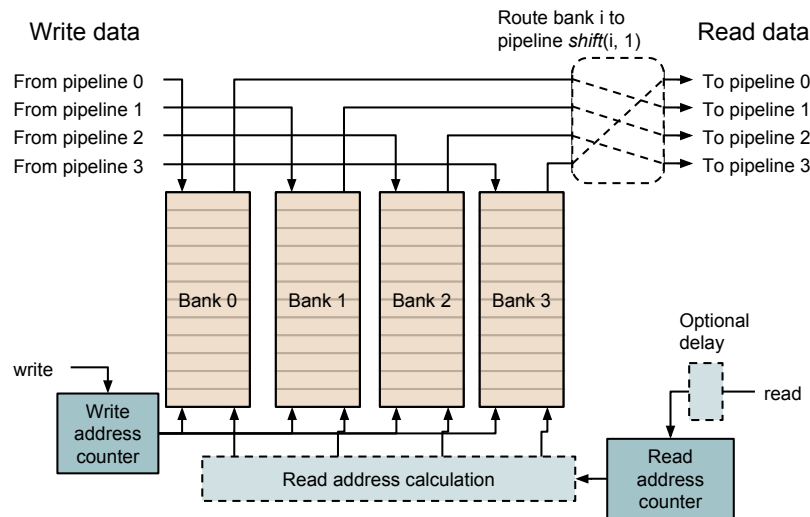 Route bank i to
pipeline shift(i, 1)
Write data
Read data
From pipeline 0
From pipeline 1
From pipeline 2
From pipeline 3
To pipeline 0
To pipeline 1
To pipeline 2
To pipeline 3
Bank 0
Bank 1
Bank 2
Bank 3
Optional
delay
write
read
Write
address
counter
Read address calculation
Read
address
counter